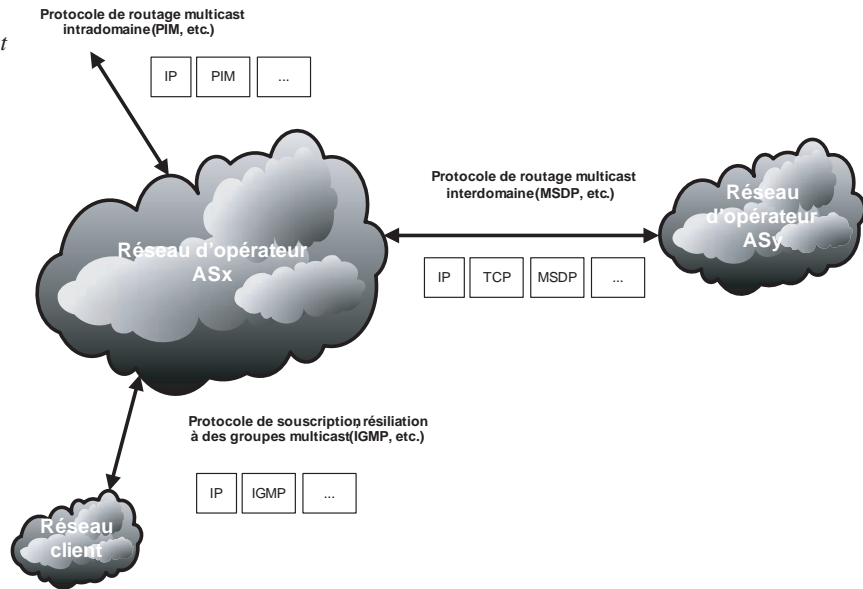 Protocole de routage multicast
intradomaine(PIM, etc.)
t
IP PIM ...
Protocole de routage multicast
interdomaine(MSDP, etc.)
Réseau
d'opérateur
ASy
Réseau d'opérateur
ASx
IP TCP MSDP ...
Protocole de souscription, résiliation
à des groupes multicast(IGMP, etc.)
IP IGMP ...
Réseau
client